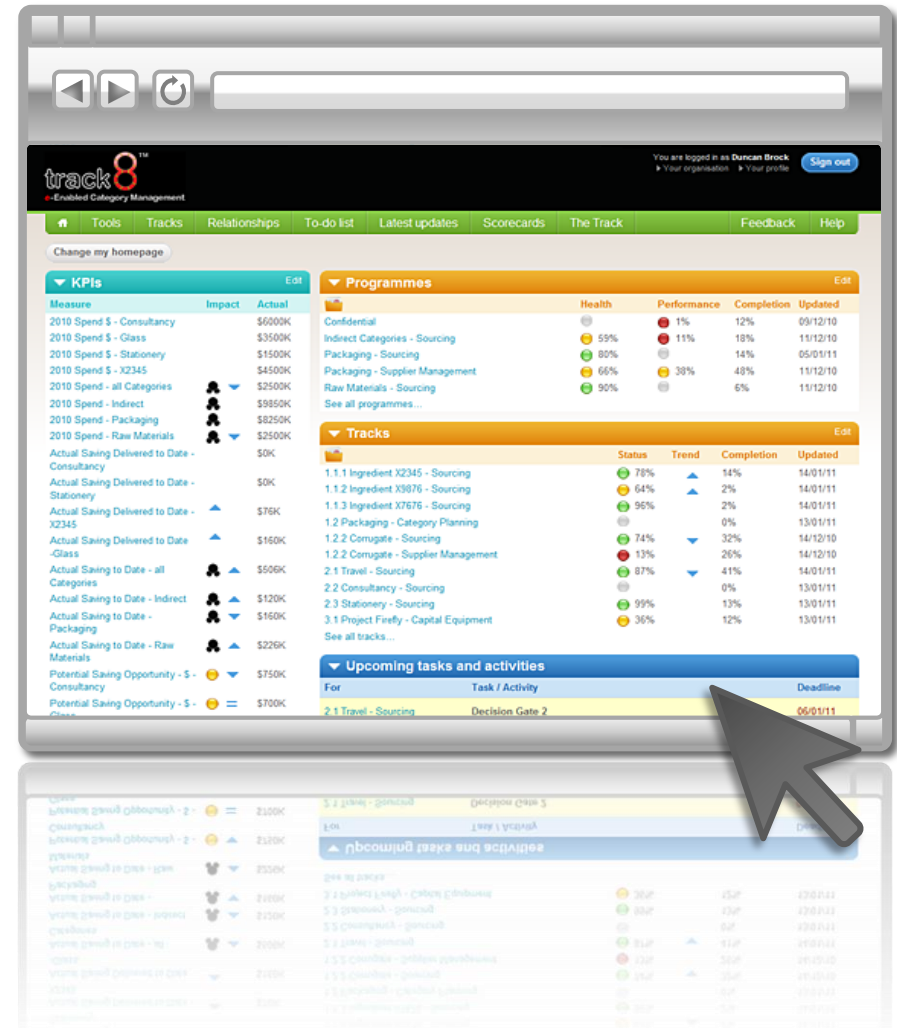 track8™
e-Enabled Category Management
You are logged in as Duncan Brock
Your organisation Your profile
Sign out
Tools Tracks Relationships To-do list Latest updates Scorecards The Track Feedback Help
Change my homepage
KPIs Edit
Measure Impact Actual
2010 Spend $ - Consultancy $6000K
2010 Spend $ - Glass $3500K
2010 Spend $ - Stationery $1500K
2010 Spend $ - X2345 $4500K
2010 Spend - all Categories $2500K
2010 Spend - Indirect $9850K
2010 Spend - Packaging $8250K
2010 Spend - Raw Materials $2500K
Actual Saving Delivered to Date - $0K
Consultancy
Actual Saving Delivered to Date - $0K
Stationery
Actual Saving Delivered to Date - $76K
X2345
Actual Saving Delivered to Date $160K
-Glass
Actual Saving to Date - all $506K
Categories
Actual Saving to Date - Indirect $120K
Actual Saving to Date - $160K
Packaging
Actual Saving to Date - Raw $226K
Materials
Potential Saving Opportunity - $ - $750K
Consultancy
Potential Saving Opportunity - $ - $700K
Glass
Programmes Edit
Health Performance Completion Updated
Confidential 1% 12% 09/12/10
Indirect Categories - Sourcing 59% 11% 18% 11/12/10
Packaging - Sourcing 80% 14% 05/01/11
Packaging - Supplier Management 66% 38% 48% 11/12/10
Raw Materials - Sourcing 90% 6% 11/12/10
See all programmes...
Tracks Edit
Status Trend Completion Updated
1.1.1 Ingredient X2345 - Sourcing 78% 14% 14/01/11
1.1.2 Ingredient X9876 - Sourcing 64% 2% 14/01/11
1.1.3 Ingredient X7676 - Sourcing 96% 2% 14/01/11
1.2 Packaging - Category Planning 0% 13/01/11
1.2.2 Corrugate - Sourcing 74% 32% 14/12/10
1.2.2 Corrugate - Supplier Management 13% 26% 14/12/10
2.1 Travel - Sourcing 87% 41% 14/01/11
2.2 Consultancy - Sourcing 0% 13/01/11
2.3 Stationery - Sourcing 99% 13% 13/01/11
3.1 Project Firefly - Capital Equipment 36% 12% 13/01/11
See all tracks...
Upcoming tasks and activities
For Task / Activity Deadline
2.1 Travel - Sourcing Decision Gate 2 06/01/11